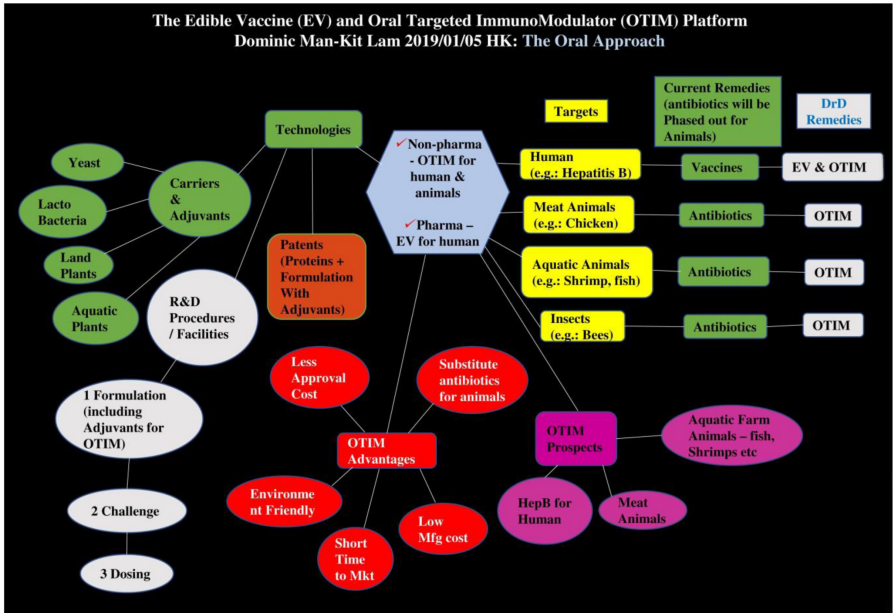 The Edible Vaccine (EV) and Oral Targeted ImmunoModulator (OTIM) Platform
Dominic Man-Kit Lam 2019/01/05 HK: The Oral Approach
Targets
Current Remedies
(antibiotics will be
Phased out for
Animals)
DrD
Remedies
Technologies
✓Non-pharma
- OTIM for
human &
animals
✓Pharma –
EV for human
Human
(e.g.: Hepatitis B)
Vaccines
EV & OTIM
Meat Animals
(e.g.: Chicken)
Antibiotics
OTIM
Aquatic Animals
(e.g.: Shrimp, fish)
Antibiotics
OTIM
Insects
(e.g.: Bees)
Antibiotics
OTIM
Yeast
Lacto
Bacteria
Land
Plants
Aquatic
Plants
Carriers
&
Adjuvants
Patents
(Proteins +
Formulation
With
Adjuvants)
R&D
Procedures
/ Facilities
1 Formulation
(including
Adjuvants for
OTIM)
2 Challenge
3 Dosing
Less
Approval
Cost
Substitute
antibiotics
for animals
OTIM
Advantages
Environme
nt Friendly
Short
Time
to Mkt
Low
Mfg cost
OTIM
Prospects
Aquatic Farm
Animals – fish,
Shrimps etc
HepB for
Human
Meat
Animals